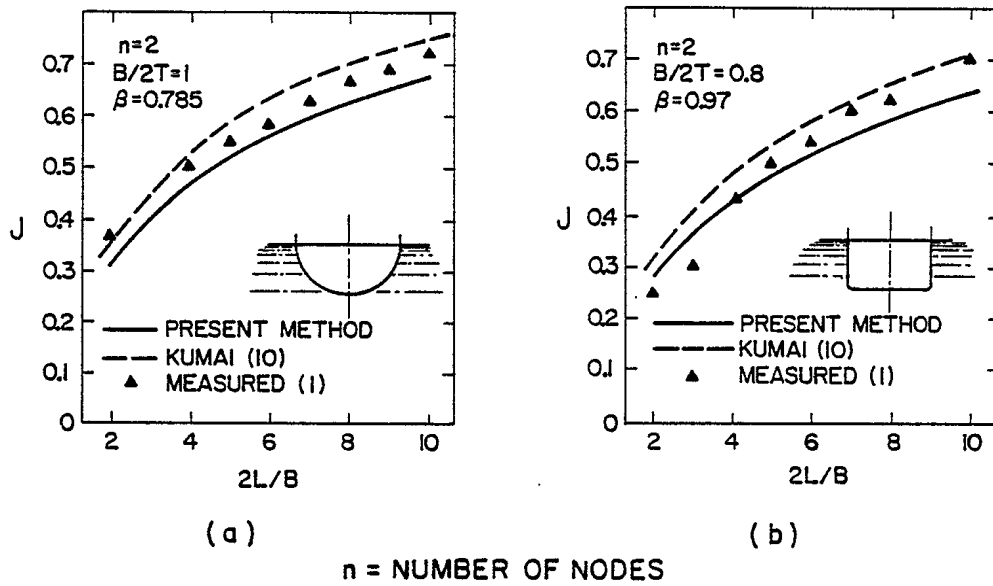 n=2
B/2T=1
β=0.785
J
0.7
0.6
0.5
0.4
0.3
0.2
0.1
0
PRESENT METHOD
KUMAI (10)
MEASURED (1)
2 4 6 8 10
2L/B
(a)
n=2
B/2T=0.8
β=0.97
J
0.7
0.6
0.5
0.4
0.3
0.2
0.1
0
PRESENT METHOD
KUMAI (10)
MEASURED (1)
2 4 6 8 10
2L/B
(b)
n = NUMBER OF NODES